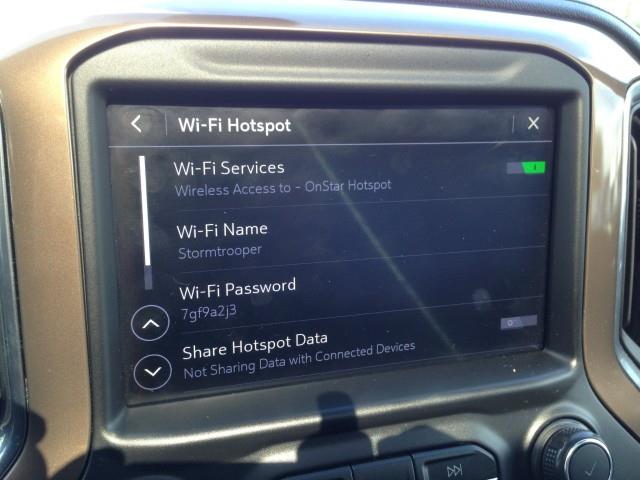 Wi-Fi Hotspot
Wi-Fi Services
Wireless Access to - OnStar Hotspot
Wi-Fi Name
Stormtrooper
Wi-Fi Password
7gf9a2j3
Share Hotspot Data
Not Sharing Data with Connected Devices